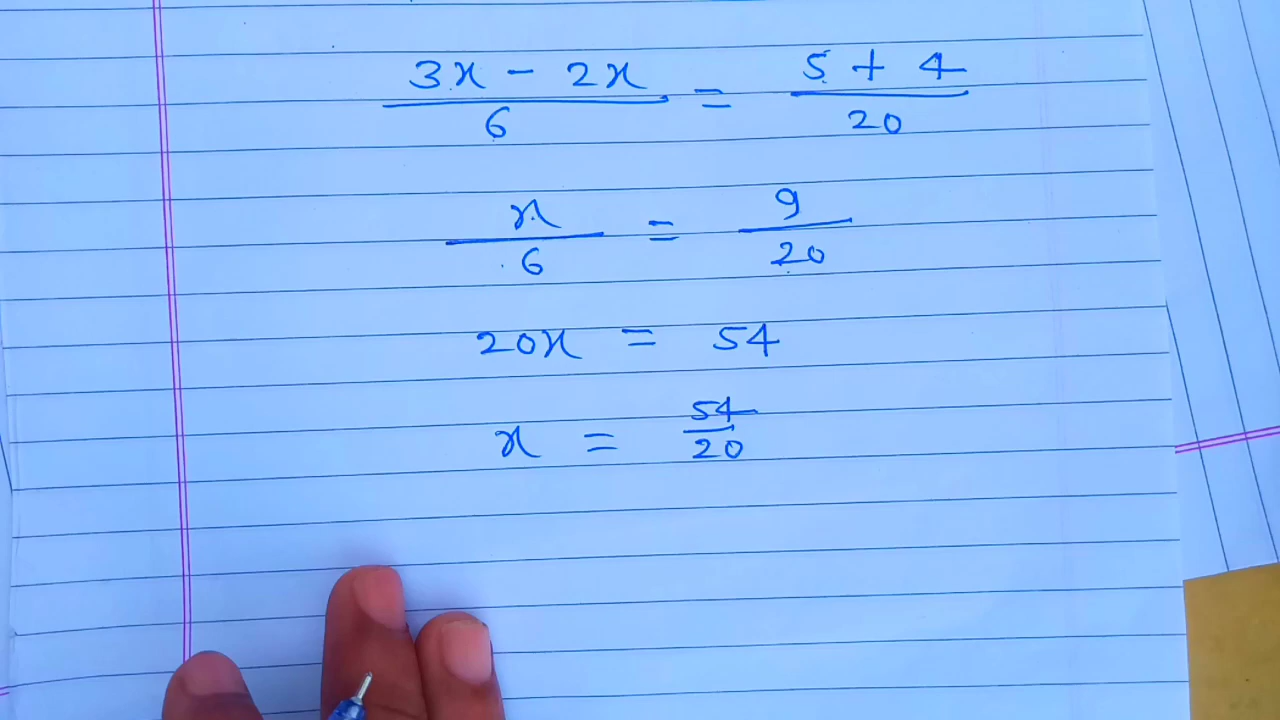 3x - 2x / 6 = 5 + 4 / 20
x / 6 = 9 / 20
20x = 54
x = 54 / 20